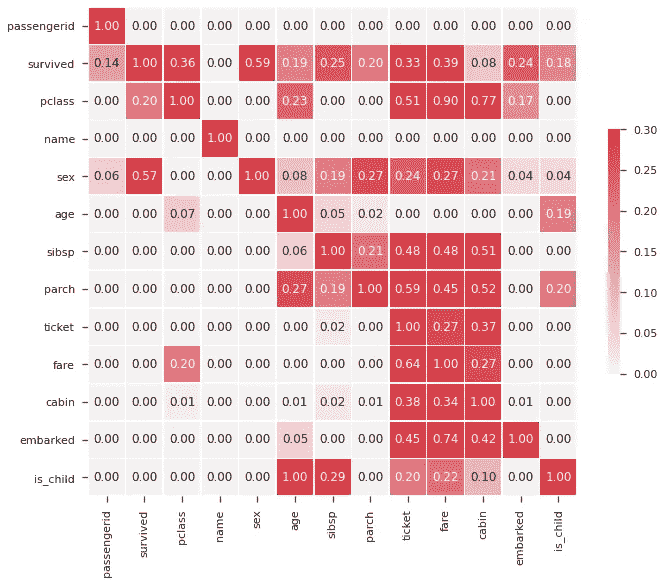 passengerid 1.00 0.00 0.00 0.00 0.00 0.00 0.00 0.00 0.00 0.00 0.00 0.00 0.00
survived 0.14 1.00 0.36 0.00 0.59 0.19 0.25 0.20 0.33 0.39 0.08 0.24 0.18
pclass 0.00 0.20 1.00 0.00 0.00 0.23 0.00 0.00 0.51 0.90 0.77 0.17 0.00
name 0.00 0.00 0.00 1.00 0.00 0.00 0.00 0.00 0.00 0.00 0.00 0.00 0.00
sex 0.06 0.57 0.00 0.00 1.00 0.08 0.19 0.27 0.24 0.27 0.21 0.04 0.04
age 0.00 0.00 0.07 0.00 0.00 1.00 0.05 0.02 0.00 0.00 0.00 0.00 0.19
sibsp 0.00 0.00 0.00 0.00 0.00 0.06 1.00 0.21 0.48 0.48 0.51 0.00 0.00
parch 0.00 0.00 0.00 0.00 0.00 0.27 0.19 1.00 0.59 0.45 0.52 0.00 0.20
ticket 0.00 0.00 0.00 0.00 0.00 0.00 0.02 0.00 1.00 0.27 0.37 0.00 0.00
fare 0.00 0.00 0.20 0.00 0.00 0.00 0.00 0.00 0.64 1.00 0.27 0.00 0.00
cabin 0.00 0.00 0.01 0.00 0.00 0.01 0.02 0.01 0.38 0.34 1.00 0.01 0.00
embarked 0.00 0.00 0.00 0.00 0.00 0.05 0.00 0.00 0.45 0.74 0.42 1.00 0.00
is_child 0.00 0.00 0.00 0.00 0.00 1.00 0.29 0.00 0.20 0.22 0.10 0.00 1.00
passengerid survived pclass name sex age sibsp parch ticket fare cabin embarked is_child
0.30
0.25
0.20
0.15
0.10
0.05
0.00